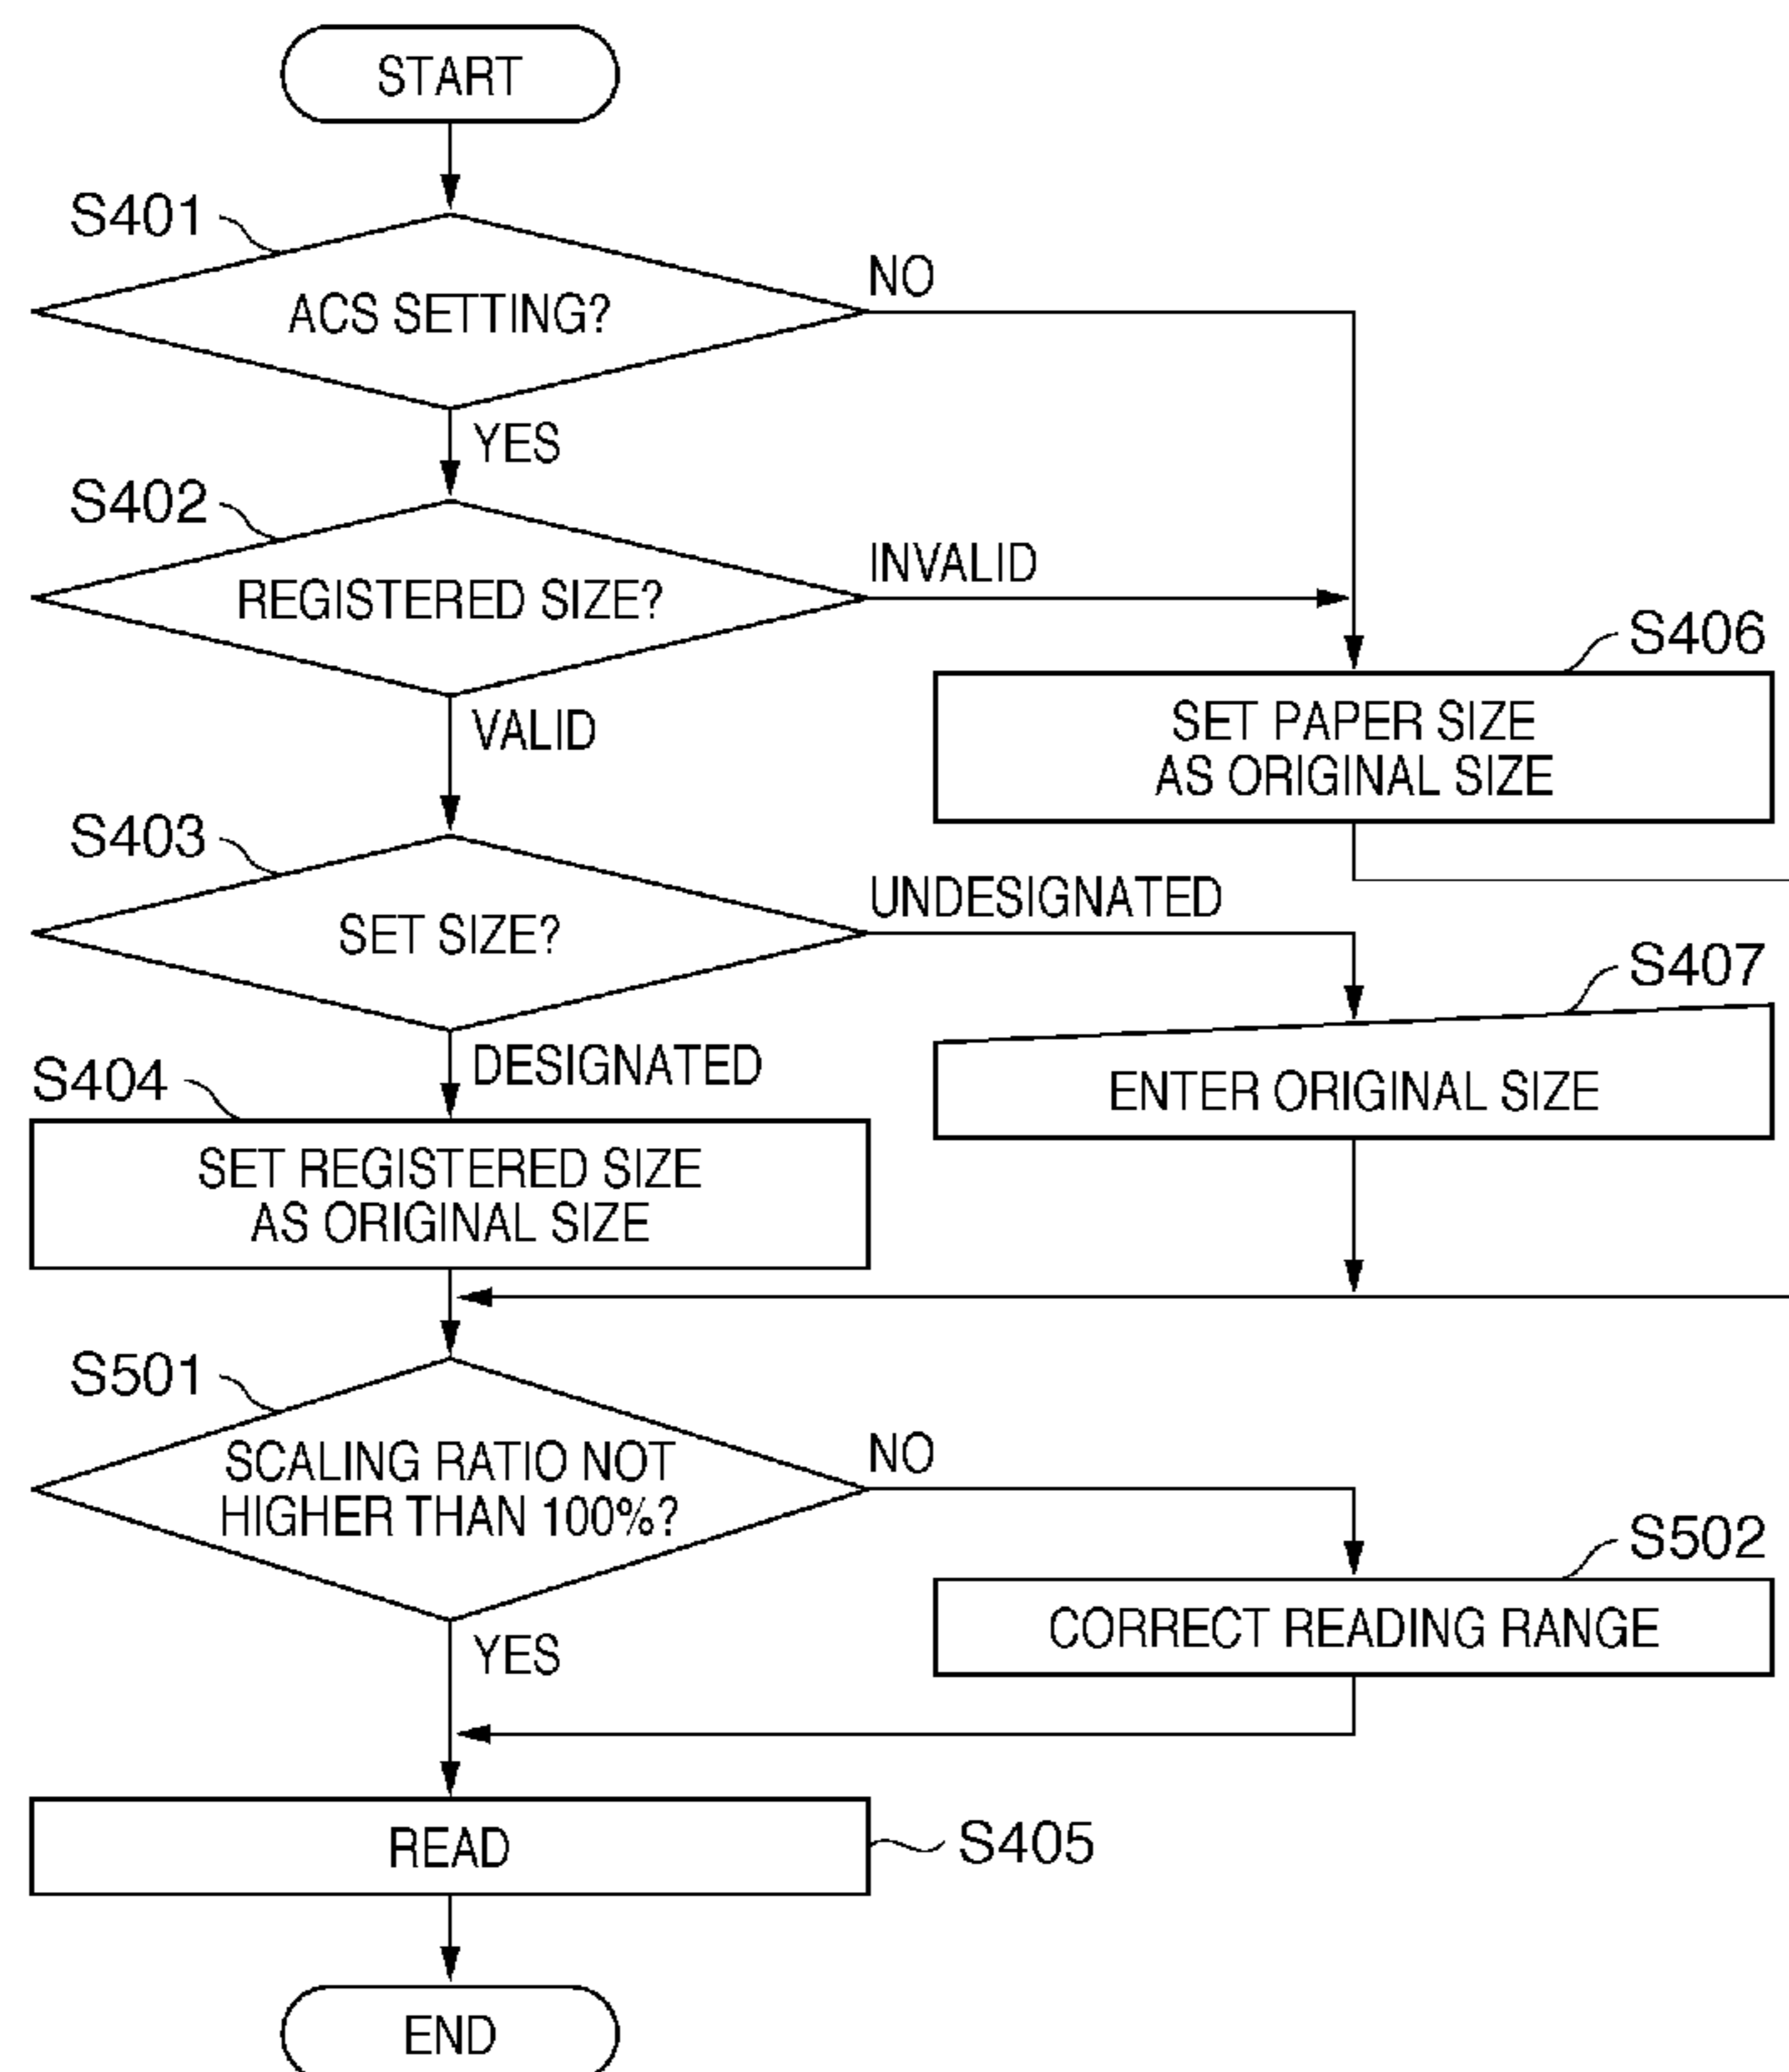 START
S401
ACS SETTING?
NO
YES
S402
REGISTERED SIZE?
INVALID
VALID
S406
SET PAPER SIZE
AS ORIGINAL SIZE
S403
SET SIZE?
UNDESIGNATED
DESIGNATED
S407
ENTER ORIGINAL SIZE
S404
SET REGISTERED SIZE
AS ORIGINAL SIZE
S501
SCALING RATIO NOT
HIGHER THAN 100%?
NO
YES
S502
CORRECT READING RANGE
READ
S405
END